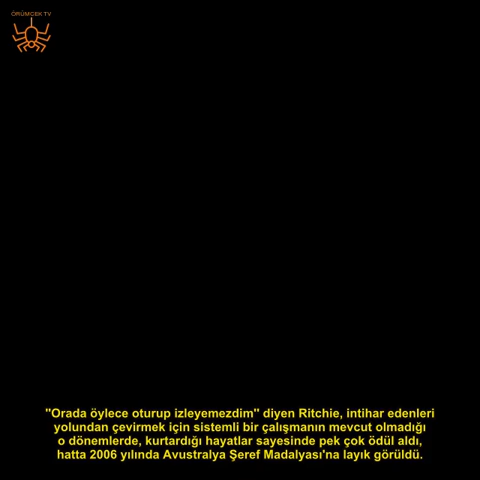 ÖRÜMCEK TV
"Orada öylece oturup izleyemezdim" diyen Ritchie, intihar edenleri
yolundan çevirmek için sistemli bir çalışmanın mevcut olmadığı
o dönemlerde, kurtardığı hayatlar sayesinde pek çok ödül aldı,
hatta 2006 yılında Avustralya Şeref Madalyası'na layık görüldü.